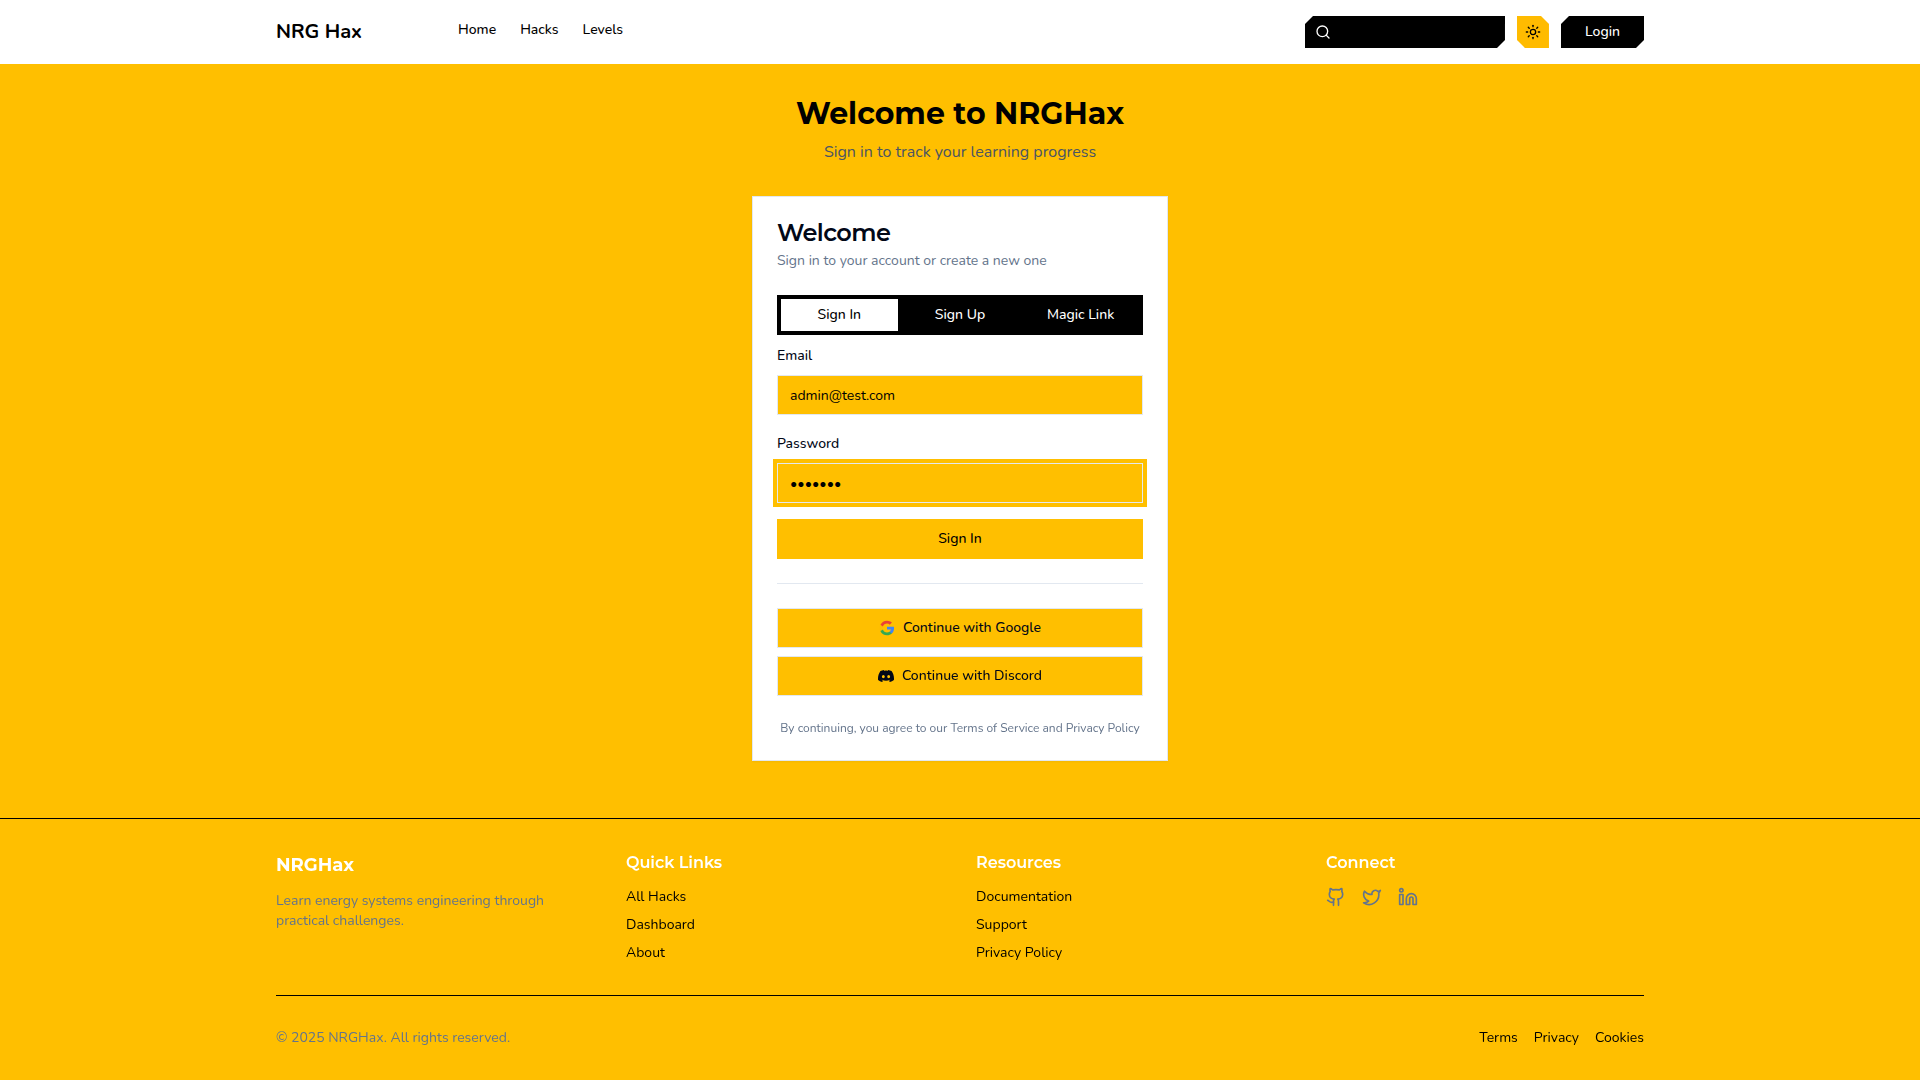 NRG Hax
Home
Hacks
Levels
Login
Welcome to NRGHax
Sign in to track your learning progress
Welcome
Sign in to your account or create a new one
Sign In
Sign Up
Magic Link
Email
admin@test.com
Password
•••••••
Sign In
Continue with Google
Continue with Discord
By continuing, you agree to our Terms of Service and Privacy Policy
NRGHax
Learn energy systems engineering through
practical challenges.
Quick Links
All Hacks
Dashboard
About
Resources
Documentation
Support
Privacy Policy
Connect
© 2025 NRGHax. All rights reserved.
Terms
Privacy
Cookies